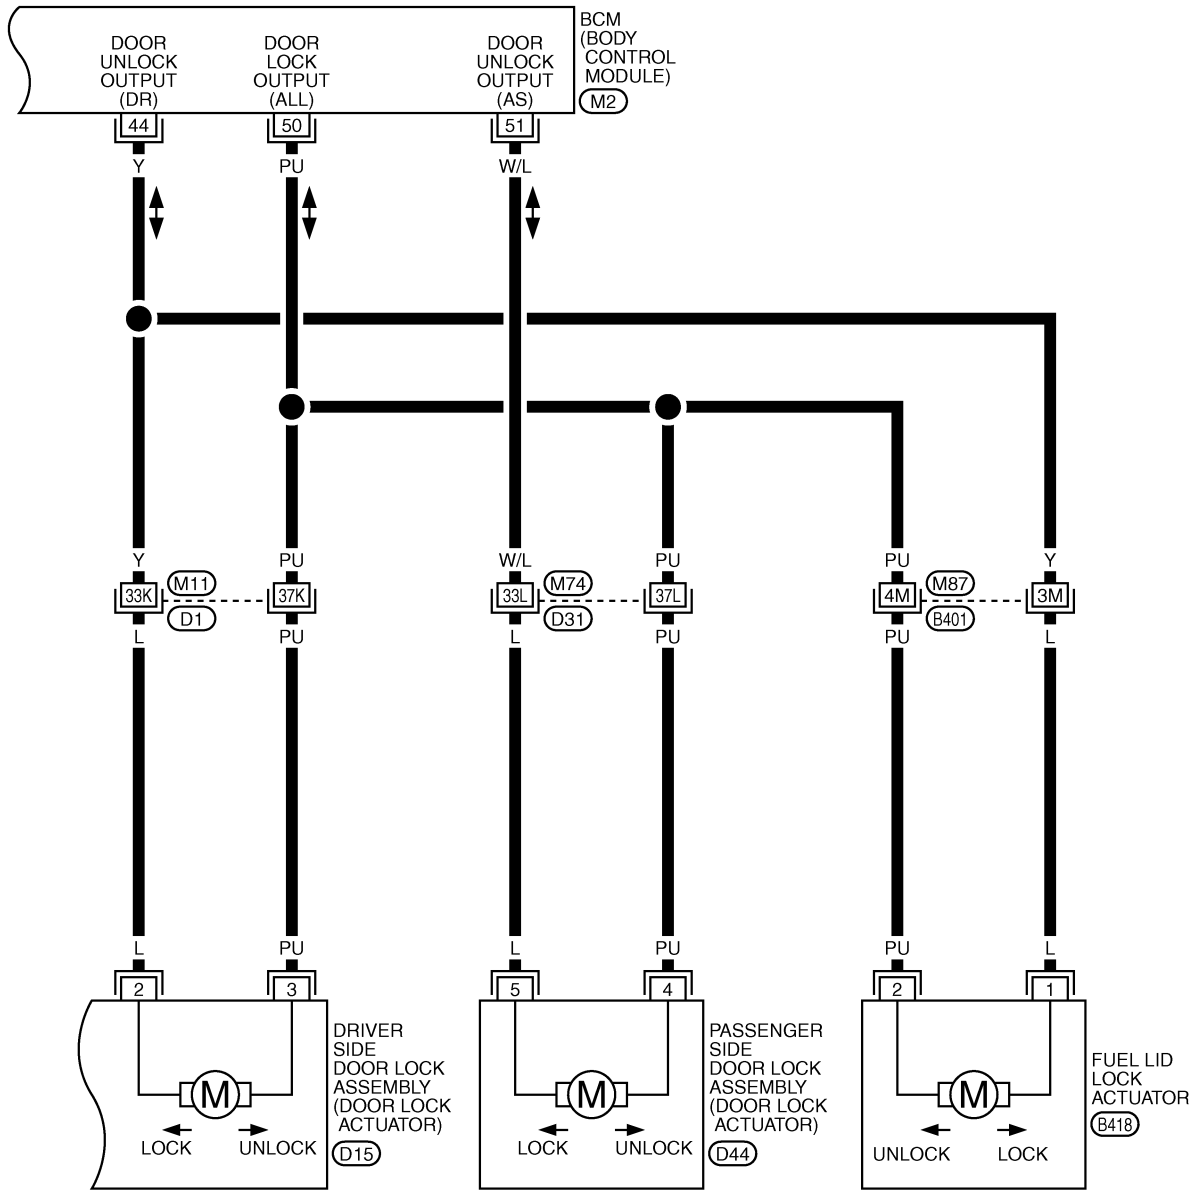 BCM
(BODY
CONTROL
MODULE)
M2
DOOR
UNLOCK
OUTPUT
(DR)
DOOR
LOCK
OUTPUT
(ALL)
DOOR
UNLOCK
OUTPUT
(AS)
44
50
51
Y
PU
W/L
Y
PU
W/L
PU
PU
Y
33K
M11
37K
33L
M74
37L
4M
M87
3M
D1
D31
B401
L
PU
L
PU
PU
L
L
PU
L
PU
PU
L
2
3
5
4
2
1
M
LOCK
UNLOCK
DRIVER
SIDE
DOOR LOCK
ASSEMBLY
(DOOR LOCK
ACTUATOR)
D15
M
LOCK
UNLOCK
PASSENGER
SIDE
DOOR LOCK
ASSEMBLY
(DOOR LOCK
ACTUATOR)
D44
M
UNLOCK
LOCK
FUEL LID
LOCK
ACTUATOR
B418